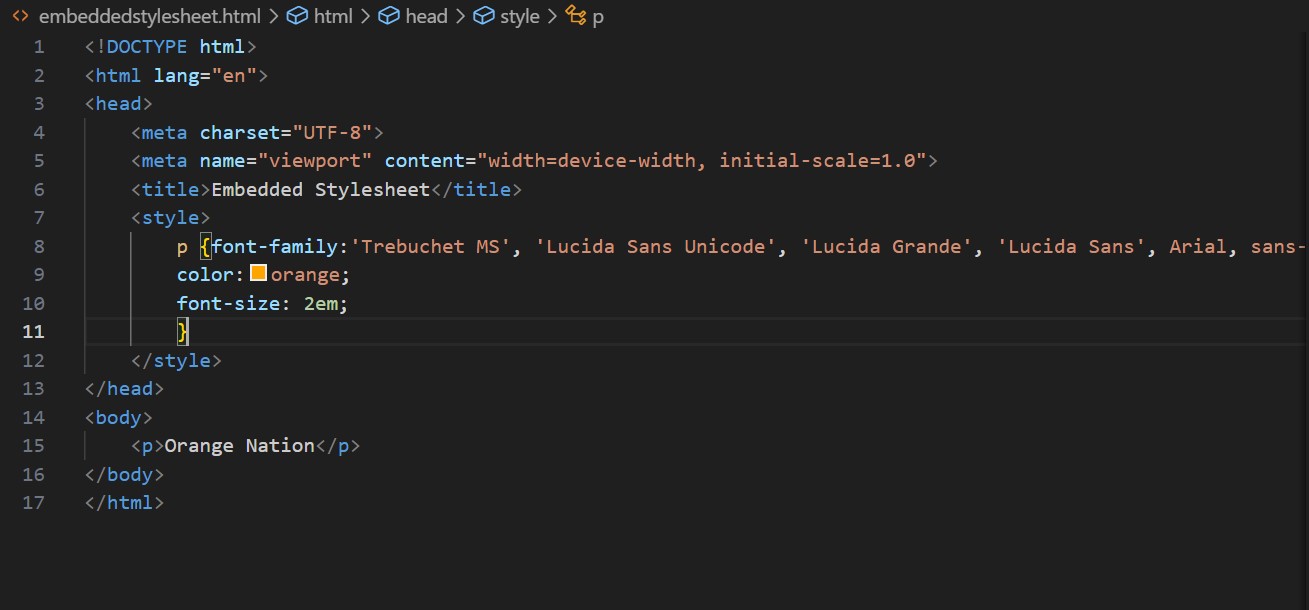 embeddedstylesheet.html > html > head > style > p
1 <!DOCTYPE html>
2 <html lang="en">
3 <head>
4     <meta charset="UTF-8">
5     <meta name="viewport" content="width=device-width, initial-scale=1.0">
6     <title>Embedded Stylesheet</title>
7     <style>
8         p {font-family:'Trebuchet MS', 'Lucida Sans Unicode', 'Lucida Grande', 'Lucida Sans', Arial, sans-
9         color: orange;
10         font-size: 2em;
11         }
12     </style>
13 </head>
14 <body>
15     <p>Orange Nation</p>
16 </body>
17 </html>